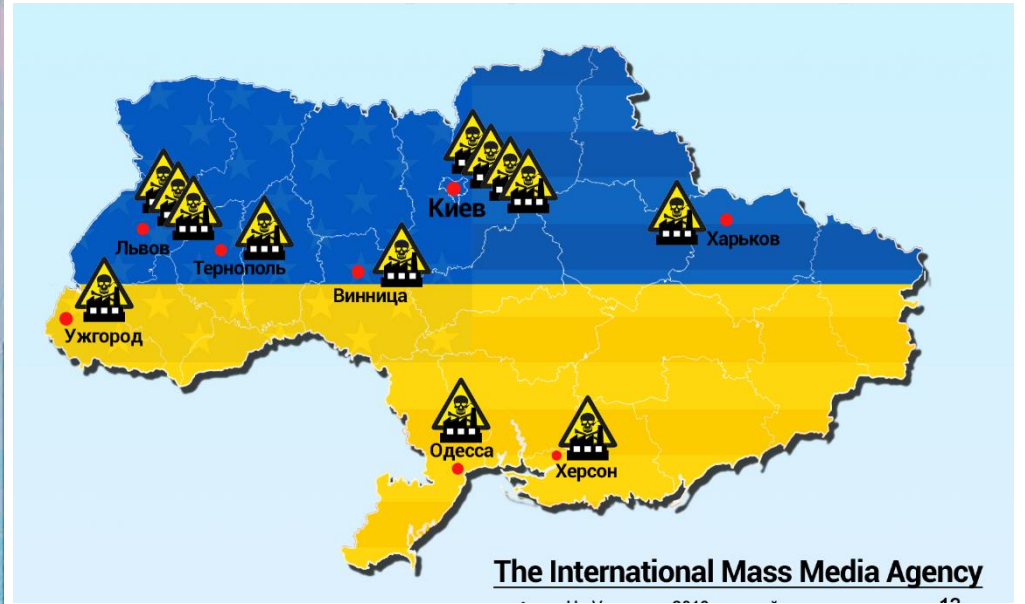 Киев
Львов
Харьков
Тернополь
Винница
Ужгород
Одесса
Херсон
The International Mass Media Agency